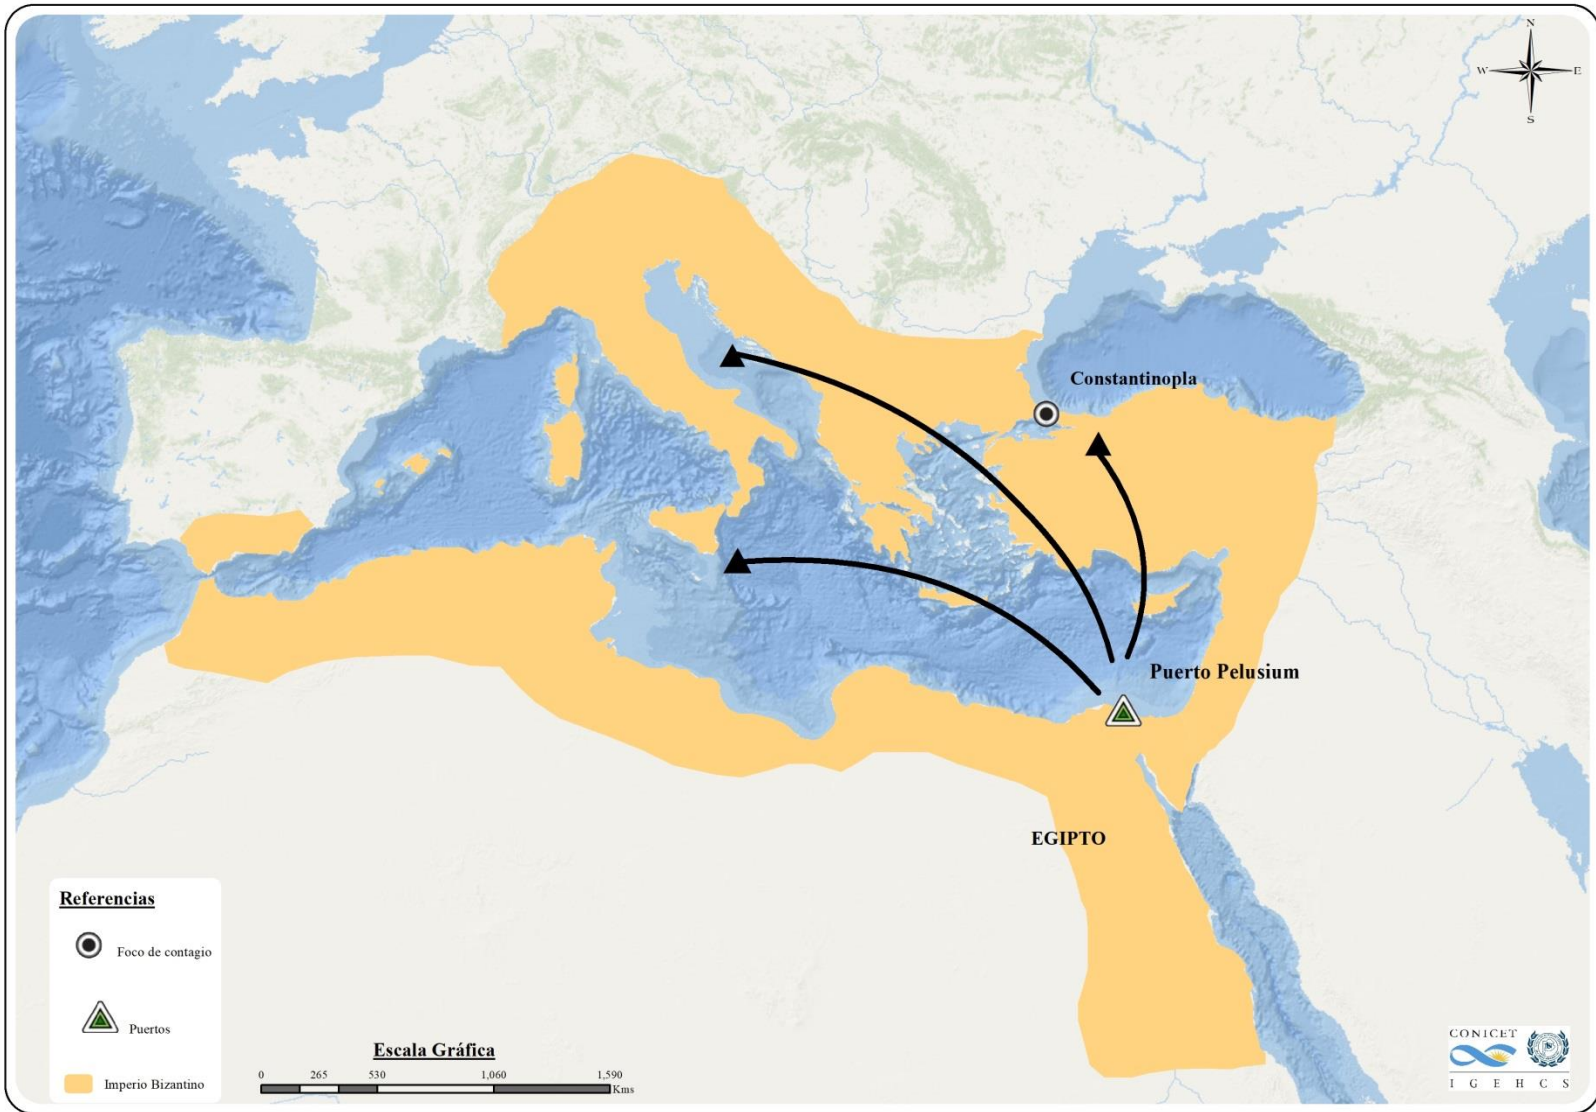 N
W E
S
Constantinopla
Puerto Pelusium
EGIPTO
Referencias
Foco de contagio
Puertos
Imperio Bizantino
Escala Gráfica
0 265 530 1,060 1,590
Kms
CONICET
I G E H C S